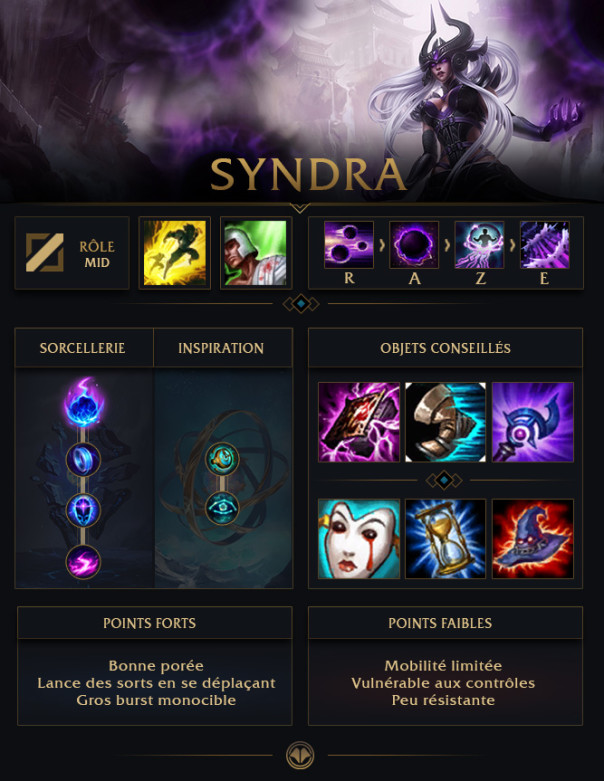 SYNDRA
RÔLE
MID
R A Z E
SORCELLERIE
INSPIRATION
OBJETS CONSEILLÉS
POINTS FORTS
Bonne porée
Lance des sorts en se déplaçant
Gros burst monocible
POINTS FAIBLES
Mobilité limitée
Vulnérable aux contrôles
Peu résistante